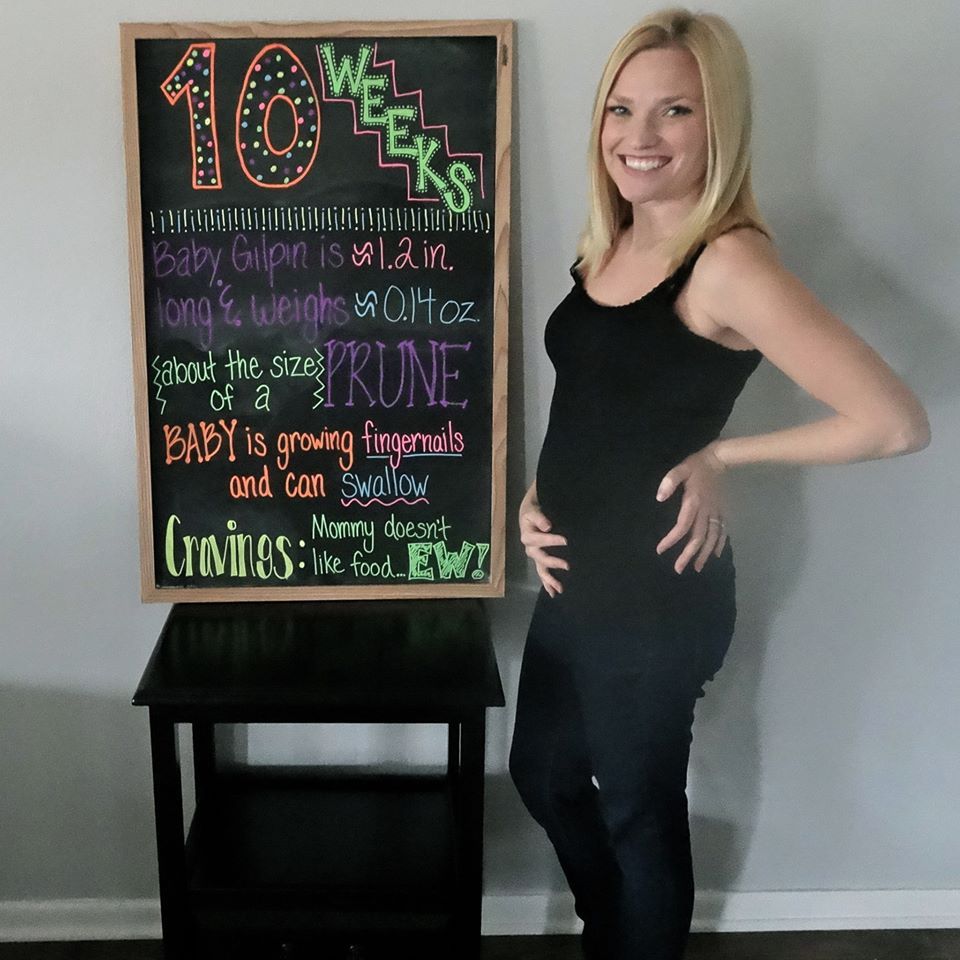 10 WEEKS
Baby Gilpin is ≈1.2 in.
long & weighs ≈0.14 oz.
about the size
of a PRUNE
BABY is growing fingernails
and can swallow
Cravings: Mommy doesn't
like food... EW!